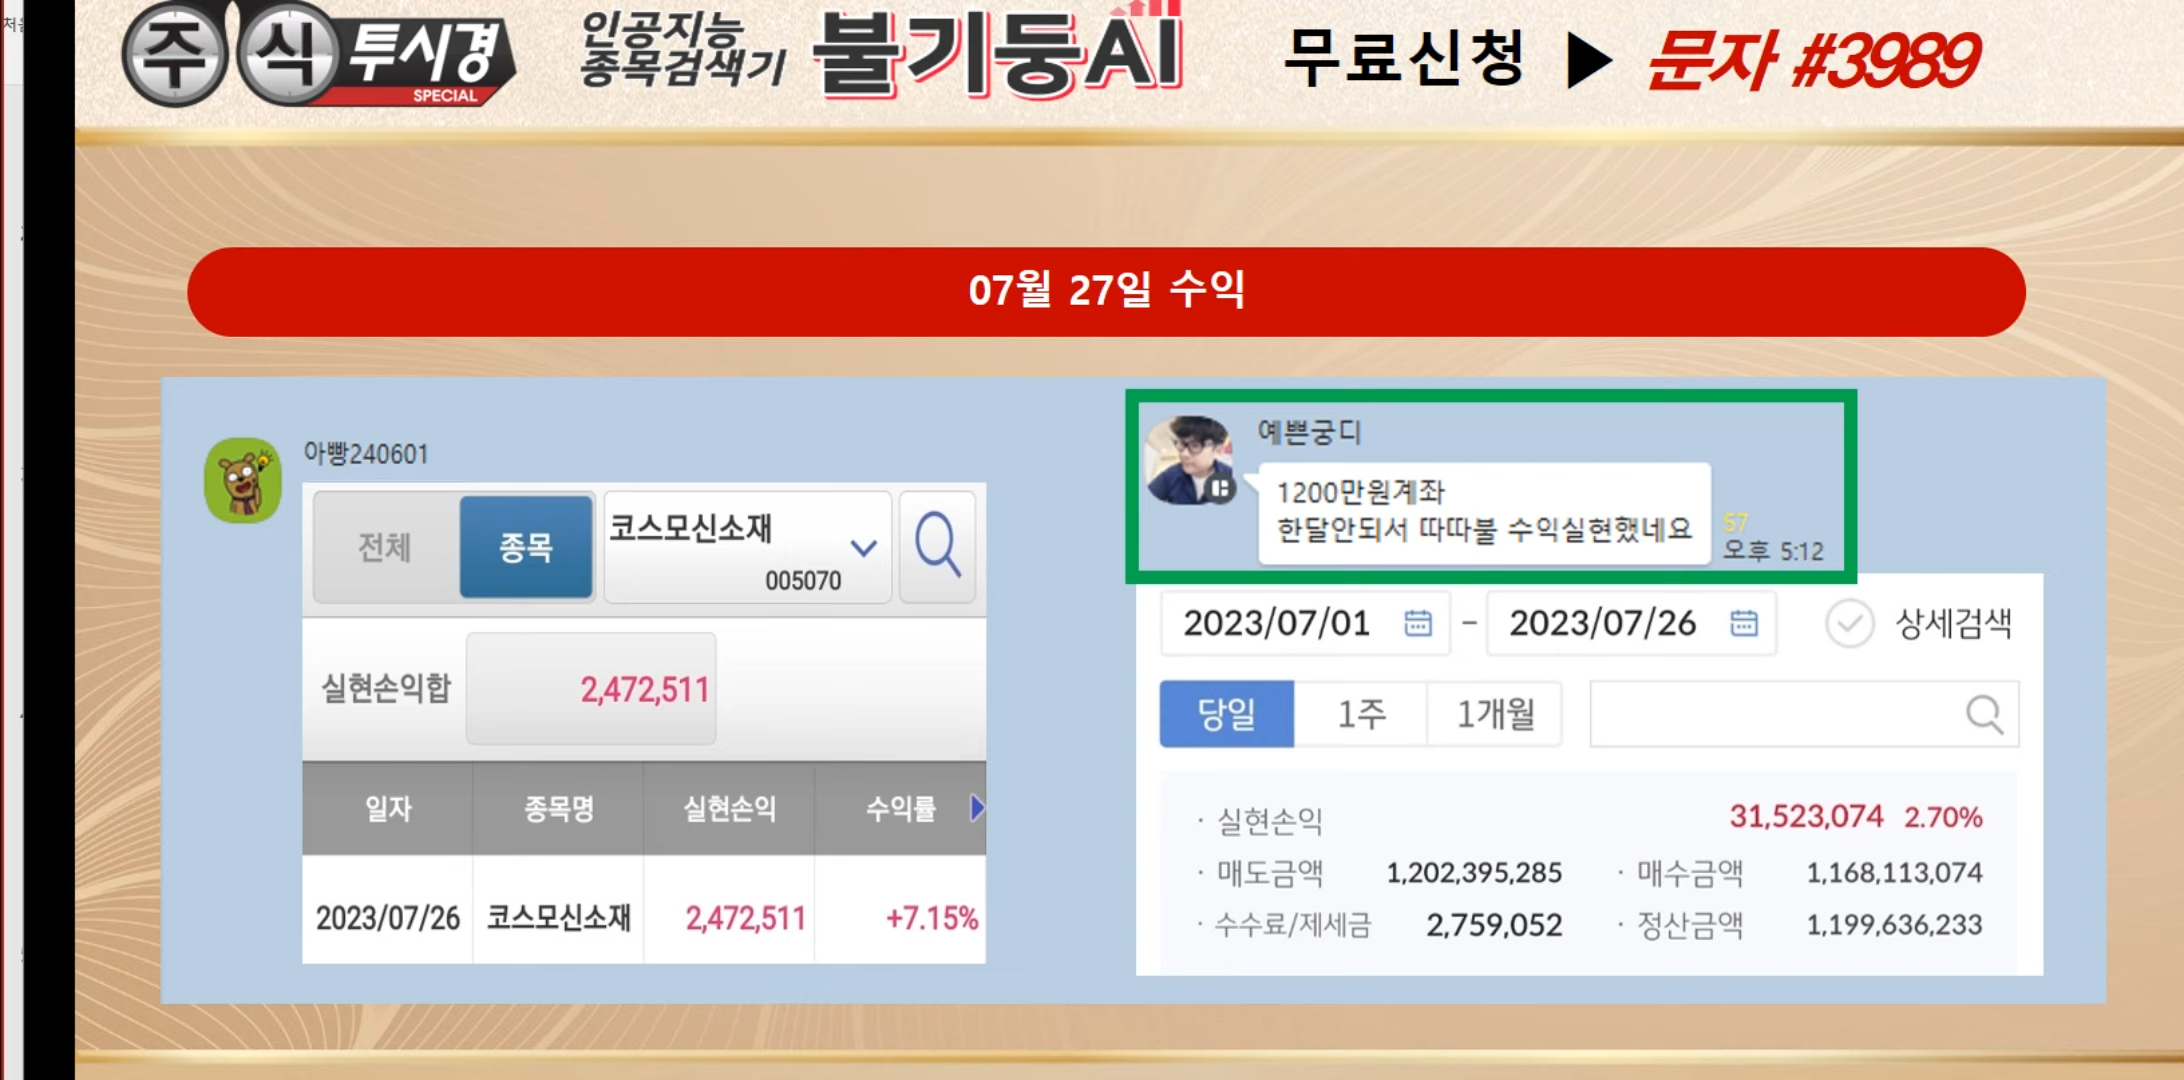 주식투시경
SPECIAL
인공지능
종목검색기
불기둥AI
무료신청 ▶ 문자 #3989
07월 27일 수익
아빵240601
전체
종목
코스모신소재
005070
실현손익합
2,472,511
일자 종목명 실현손익 수익률
2023/07/26 코스모신소재 2,472,511 +7.15%
예쁜궁디
1200만원계좌
한달안되서 따따불 수익실현했네요
57
오후 5:12
2023/07/01 - 2023/07/26 상세검색
당일 1주 1개월
· 실현손익 31,523,074 2.70%
· 매도금액 1,202,395,285 · 매수금액 1,168,113,074
· 수수료/제세금 2,759,052 · 정산금액 1,199,636,233